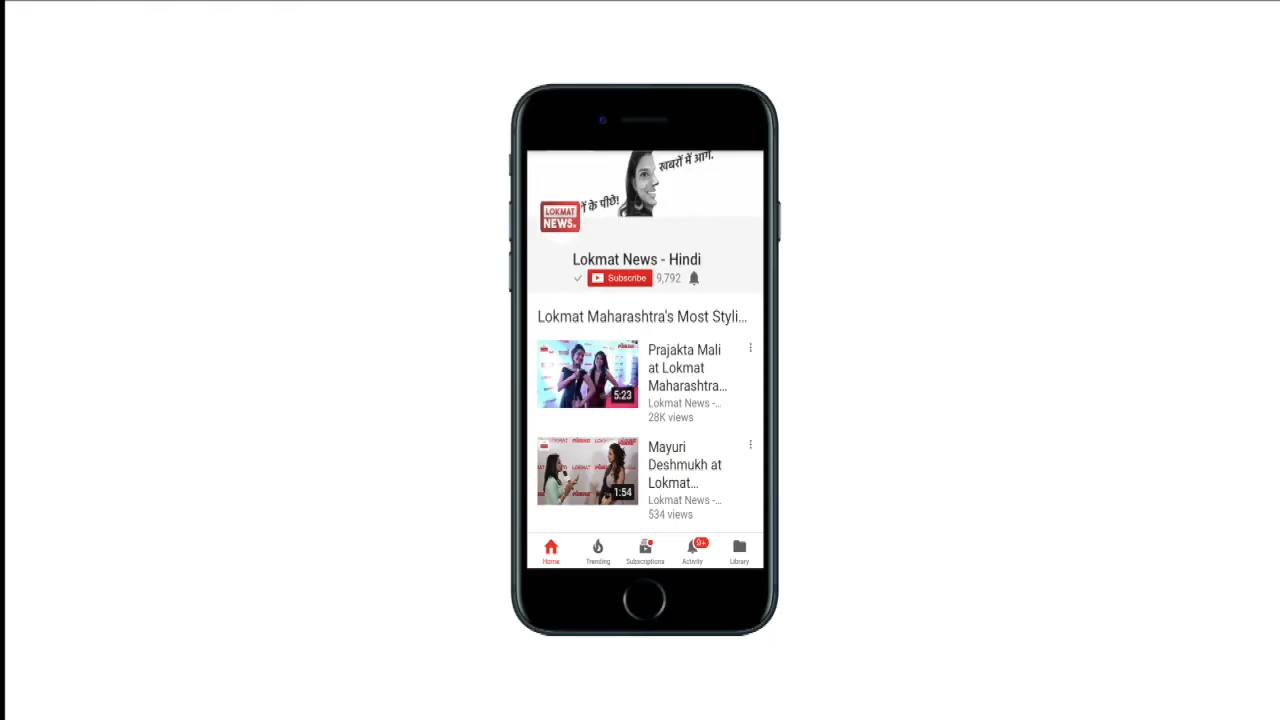 खबरों में आगे.
के पीछे!
LOKMAT
NEWS
Lokmat News - Hindi
Subscribe 9,792
Lokmat Maharashtra's Most Styli...
Prajakta Mali
at Lokmat
Maharashtra...
Lokmat News -...
28K views
5:23
Mayuri
Deshmukh at
Lokmat...
Lokmat News -...
534 views
LOKMAT
1:54
9+
Home Trending Subscriptions Activity Library